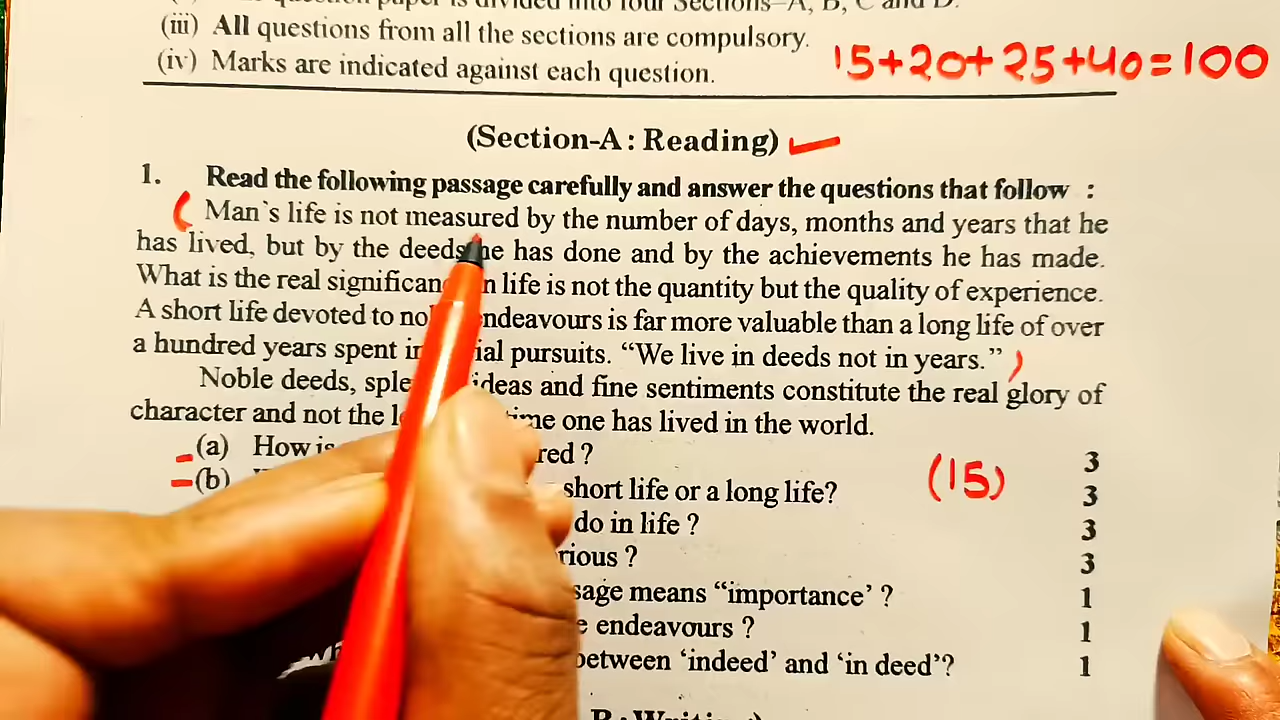 question paper is divided into four Sections–A, B, C and D.
(iii) All questions from all the sections are compulsory.
(iv) Marks are indicated against each question.
15+20+25+40=100
(Section-A : Reading)
1. Read the following passage carefully and answer the questions that follow :
( Man`s life is not measured by the number of days, months and years that he
has lived, but by the deeds he has done and by the achievements he has made.
What is the real significan n life is not the quantity but the quality of experience.
A short life devoted to no endeavours is far more valuable than a long life of over
a hundred years spent in ial pursuits. “We live in deeds not in years.” )
Noble deeds, sple ideas and fine sentiments constitute the real glory of
character and not the l time one has lived in the world.
(a) How is red ? 3
(b) short life or a long life? 3
(15)
do in life ? 3
rious ? 3
sage means “importance’ ? 1
e endeavours ? 1
between ‘indeed’ and ‘in deed’? 1